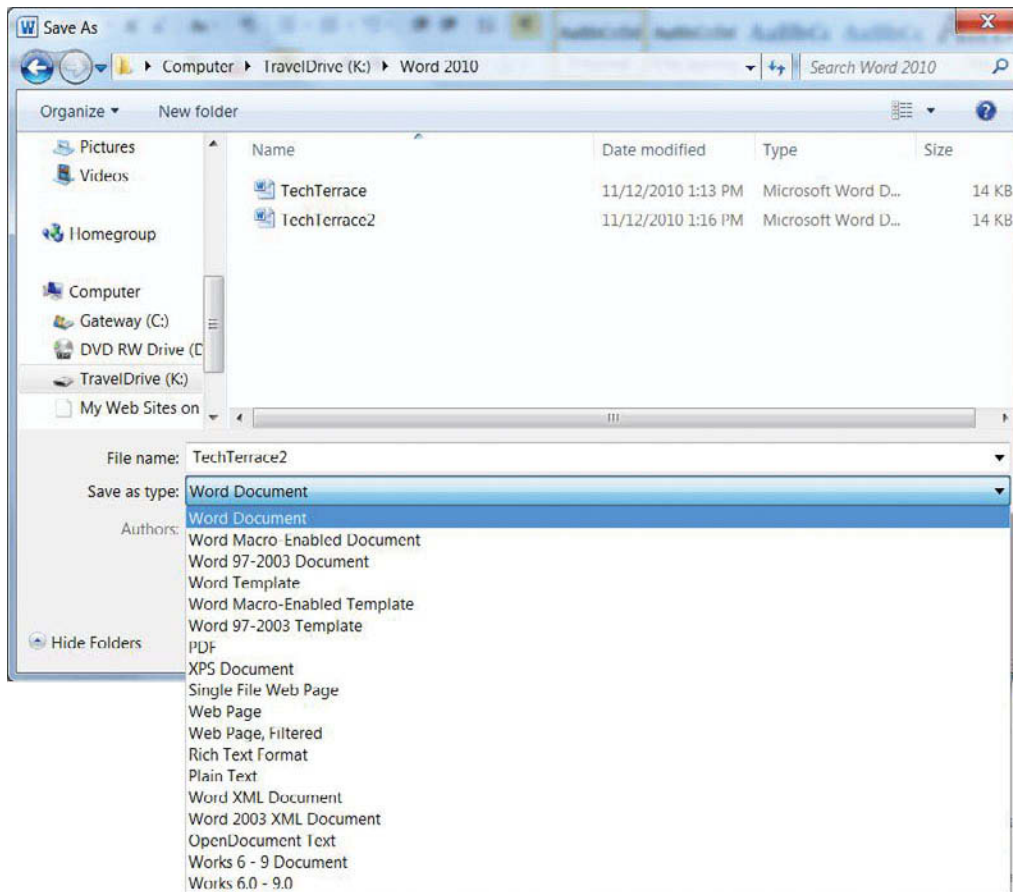 W Save As
Computer TravelDrive (K:) Word 2010 Search Word 2010
Organize New folder ?
Pictures
Videos
Homegroup
Computer
Gateway (C:)
DVD RW Drive (D
TravelDrive (K:)
My Web Sites on
Name Date modified Type Size
TechTerrace 11/12/2010 1:13 PM Microsoft Word D... 14 KB
TechTerrace2 11/12/2010 1:16 PM Microsoft Word D... 14 KB
File name: TechTerrace2
Save as type: Word Document
Authors:
Word Document
Word Macro-Enabled Document
Word 97-2003 Document
Word Template
Word Macro-Enabled Template
Word 97-2003 Template
PDF
XPS Document
Single File Web Page
Web Page
Web Page, Filtered
Rich Text Format
Plain Text
Word XML Document
Word 2003 XML Document
OpenDocument Text
Works 6 - 9 Document
Works 6.0 - 9.0
Hide Folders